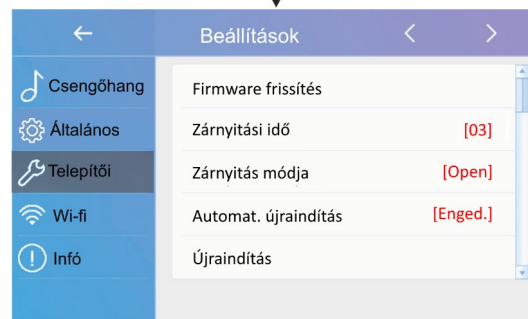 Beállítások
Csengőhang
Általános
Telepítői
Wi-fi
Infó
Firmware frissítés
Zárnyitási idő [03]
Zárnyitás módja [Open]
Automat. újraindítás [Enged.]
Újraindítás